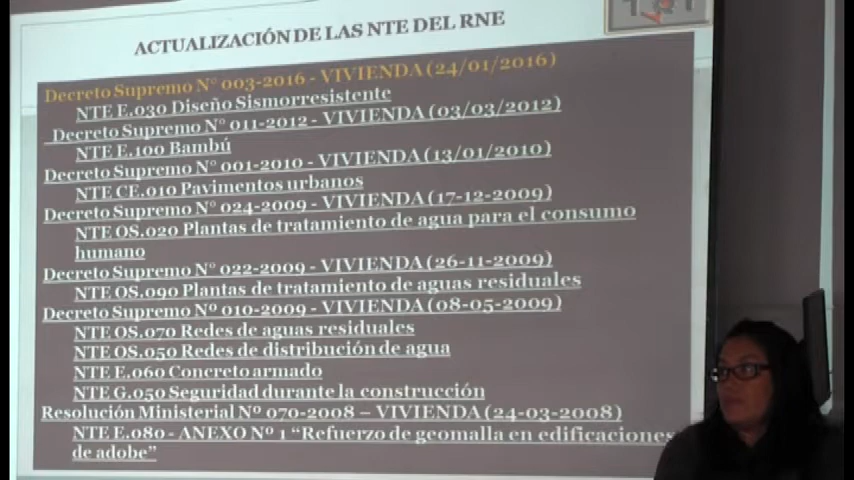 ACTUALIZACIÓN DE LAS NTE DEL RNE
Decreto Supremo N° 003-2016 - VIVIENDA (24/01/2016)
NTE E.030 Diseño Sismorresistente
Decreto Supremo N° 011-2012 - VIVIENDA (03/03/2012)
NTE E.100 Bambú
Decreto Supremo N° 001-2010 - VIVIENDA (13/01/2010)
NTE CE.010 Pavimentos urbanos
Decreto Supremo N° 024-2009 - VIVIENDA (17-12-2009)
NTE OS.020 Plantas de tratamiento de agua para el consumo
humano
Decreto Supremo N° 022-2009 - VIVIENDA (26-11-2009)
NTE OS.090 Plantas de tratamiento de aguas residuales
Decreto Supremo Nº 010-2009 - VIVIENDA (08-05-2009)
NTE OS.070 Redes de aguas residuales
NTE OS.050 Redes de distribución de agua
NTE E.060 Concreto armado
NTE G.050 Seguridad durante la construcción
Resolución Ministerial Nº 070-2008 – VIVIENDA (24-03-2008)
NTE E.080 - ANEXO Nº 1 “Refuerzo de geomalla en edificaciones
de adobe”